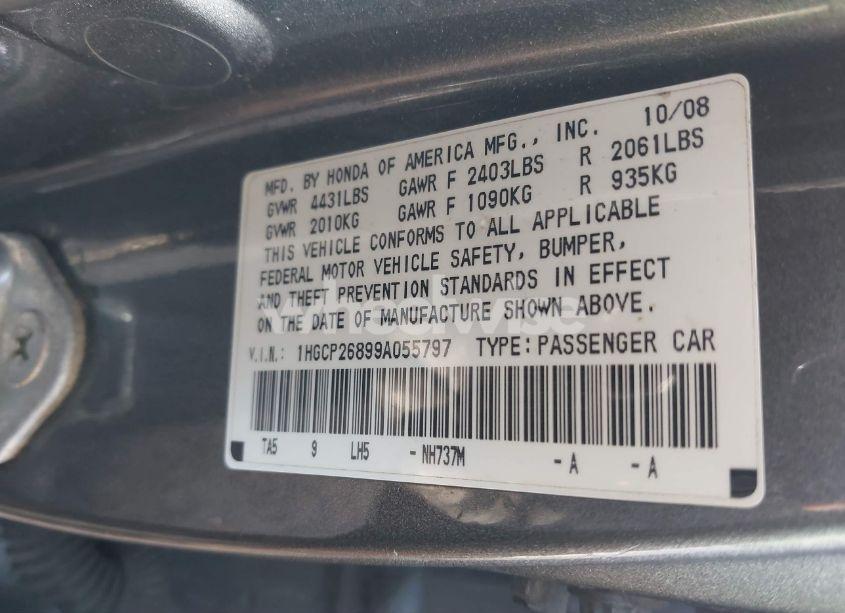 10/08
MFD. BY HONDA OF AMERICA MFG., INC.
GVWR 4431LBS GAWR F 2403LBS R 2061LBS
GVWR 2010KG GAWR F 1090KG R 935KG
THIS VEHICLE CONFORMS TO ALL APPLICABLE
FEDERAL MOTOR VEHICLE SAFETY, BUMPER,
AND THEFT PREVENTION STANDARDS IN EFFECT
ON THE DATE OF MANUFACTURE SHOWN ABOVE.
wheelwise
V.I.N.: 1HGCP26899A055797 TYPE:PASSENGER CAR
TA5 9 LH5 - NH737M - A - A